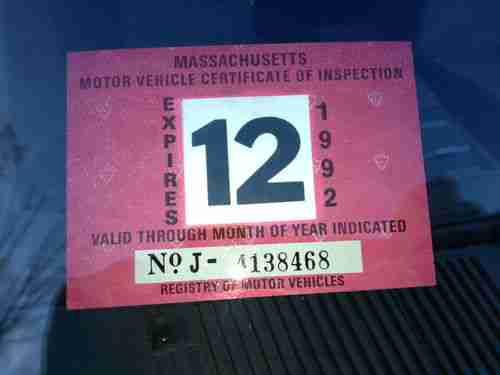 MASSACHUSETTS
MOTOR VEHICLE CERTIFICATE OF INSPECTION
EXPIRES
12
1992
VALID THROUGH MONTH OF YEAR INDICATED
No J- 4138468
REGISTRY OF MOTOR VEHICLES